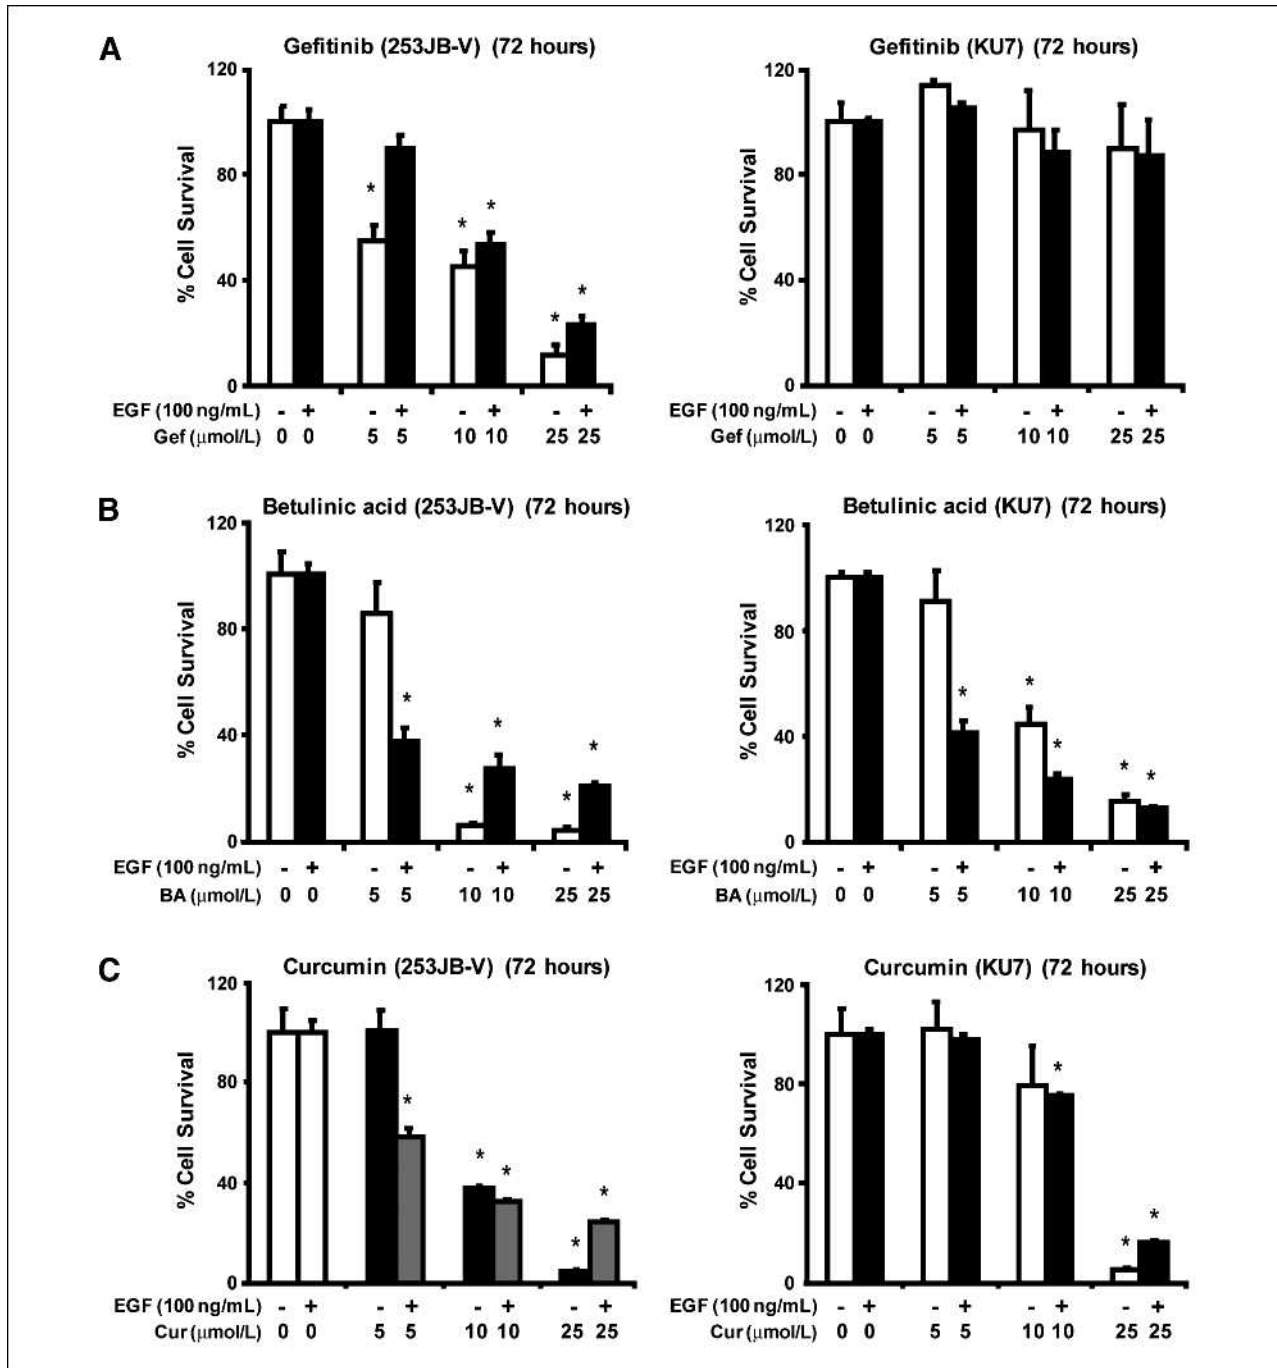 A
Gefitinib (253JB-V) (72 hours)
% Cell Survival
120
80
40
0
EGF (100 ng/mL) - + - + - + - +
Gef (μmol/L) 0 0 5 5 10 10 25 25
* * * * *
Gefitinib (KU7) (72 hours)
% Cell Survival
120
80
40
0
EGF (100 ng/mL) - + - + - + - +
Gef (μmol/L) 0 0 5 5 10 10 25 25
B
Betulinic acid (253JB-V) (72 hours)
% Cell Survival
120
80
40
0
* * * * *
EGF (100 ng/mL) - + - + - + - +
BA (μmol/L) 0 0 5 5 10 10 25 25
Betulinic acid (KU7) (72 hours)
% Cell Survival
120
80
40
0
* * * * *
EGF (100 ng/mL) - + - + - + - +
BA (μmol/L) 0 0 5 5 10 10 25 25
C
Curcumin (253JB-V) (72 hours)
% Cell Survival
120
80
40
0
* * * * *
EGF (100 ng/mL) - + - + - + - +
Cur (μmol/L) 0 0 5 5 10 10 25 25
Curcumin (KU7) (72 hours)
% Cell Survival
120
80
40
0
* * *
EGF (100 ng/mL) - + - + - + - +
Cur (μmol/L) 0 0 5 5 10 10 25 25